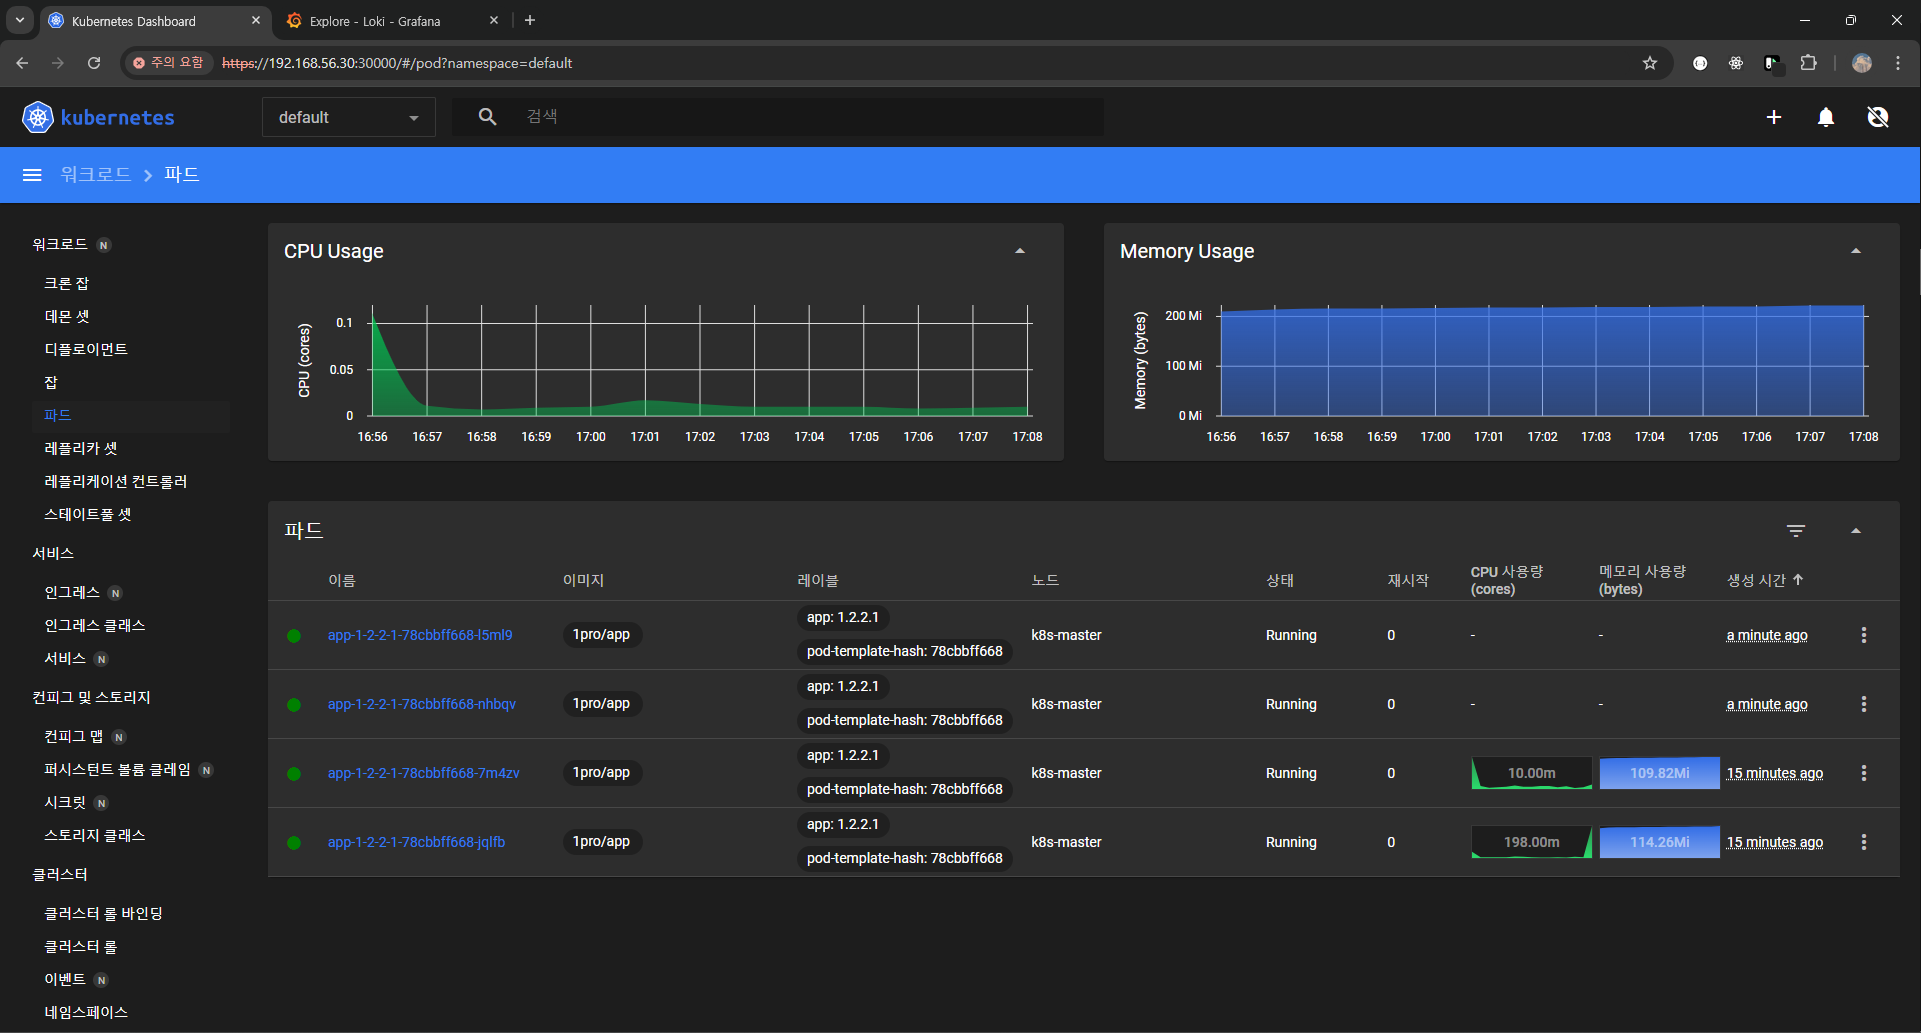 Kubernetes Dashboard
Explore - Loki - Grafana
주의 요함
https://192.168.56.30:30000/#/pod?namespace=default
kubernetes
default
검색
워크로드
파드
워크로드 N
크론 잡
데몬 셋
디플로이먼트
잡
파드
레플리카 셋
레플리케이션 컨트롤러
스테이트풀 셋
서비스
인그레스 N
인그레스 클래스
서비스 N
컨피그 및 스토리지
컨피그 맵 N
퍼시스턴트 볼륨 클레임 N
시크릿 N
스토리지 클래스
클러스터
클러스터 롤 바인딩
클러스터 롤
이벤트 N
네임스페이스
CPU Usage
CPU (cores)
0.1
0.05
0
16:56 16:57 16:58 16:59 17:00 17:01 17:02 17:03 17:04 17:05 17:06 17:07 17:08
Memory Usage
Memory (bytes)
200 Mi
100 Mi
0 Mi
16:56 16:57 16:58 16:59 17:00 17:01 17:02 17:03 17:04 17:05 17:06 17:07 17:08
파드
이름 이미지 레이블 노드 상태 재시작 CPU 사용량 (cores) 메모리 사용량 (bytes) 생성 시간
app: 1.2.2.1
app-1-2-2-1-78cbbff668-l5ml9 1pro/app k8s-master Running 0 - - a minute ago
pod-template-hash: 78cbbff668
app: 1.2.2.1
app-1-2-2-1-78cbbff668-nhbqv 1pro/app k8s-master Running 0 - - a minute ago
pod-template-hash: 78cbbff668
app: 1.2.2.1
app-1-2-2-1-78cbbff668-7m4zv 1pro/app k8s-master Running 0 10.00m 109.82Mi 15 minutes ago
pod-template-hash: 78cbbff668
app: 1.2.2.1
app-1-2-2-1-78cbbff668-jqlfb 1pro/app k8s-master Running 0 198.00m 114.26Mi 15 minutes ago
pod-template-hash: 78cbbff668